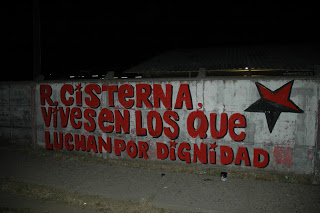 R. CISTERNA,
VIVES EN LOS QUE
LUCHAN POR DIGNIDAD